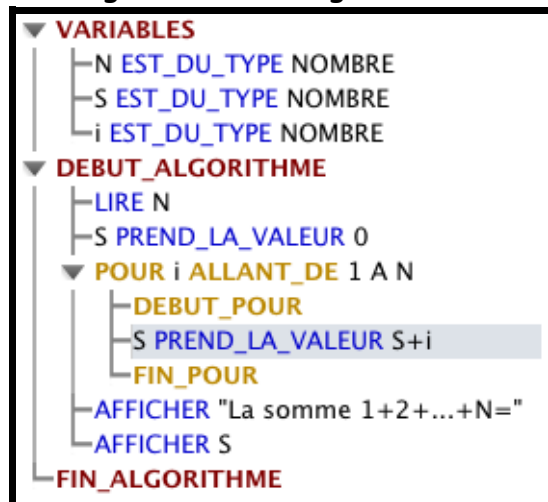 VARIABLES
N EST_DU_TYPE NOMBRE
S EST_DU_TYPE NOMBRE
i EST_DU_TYPE NOMBRE
DEBUT_ALGORITHME
LIRE N
S PREND_LA_VALEUR 0
POUR i ALLANT_DE 1 A N
DEBUT_POUR
S PREND_LA_VALEUR S+i
FIN_POUR
AFFICHER "La somme 1+2+...+N="
AFFICHER S
FIN_ALGORITHME